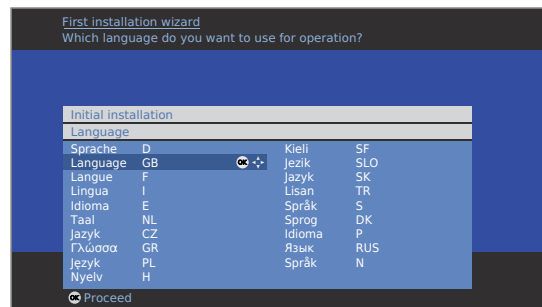 First installation wizard
Which language do you want to use for operation?
Initial installation
Language
Sprache D Kieli SF
Language GB OK Jezik SLO
Langue F Jazyk SK
Lingua I Lisan TR
Idioma E Språk S
Taal NL Sprog DK
Jazyk CZ Idioma P
Γλώσσα GR Язык RUS
Język PL Språk N
Nyelv H
OK Proceed